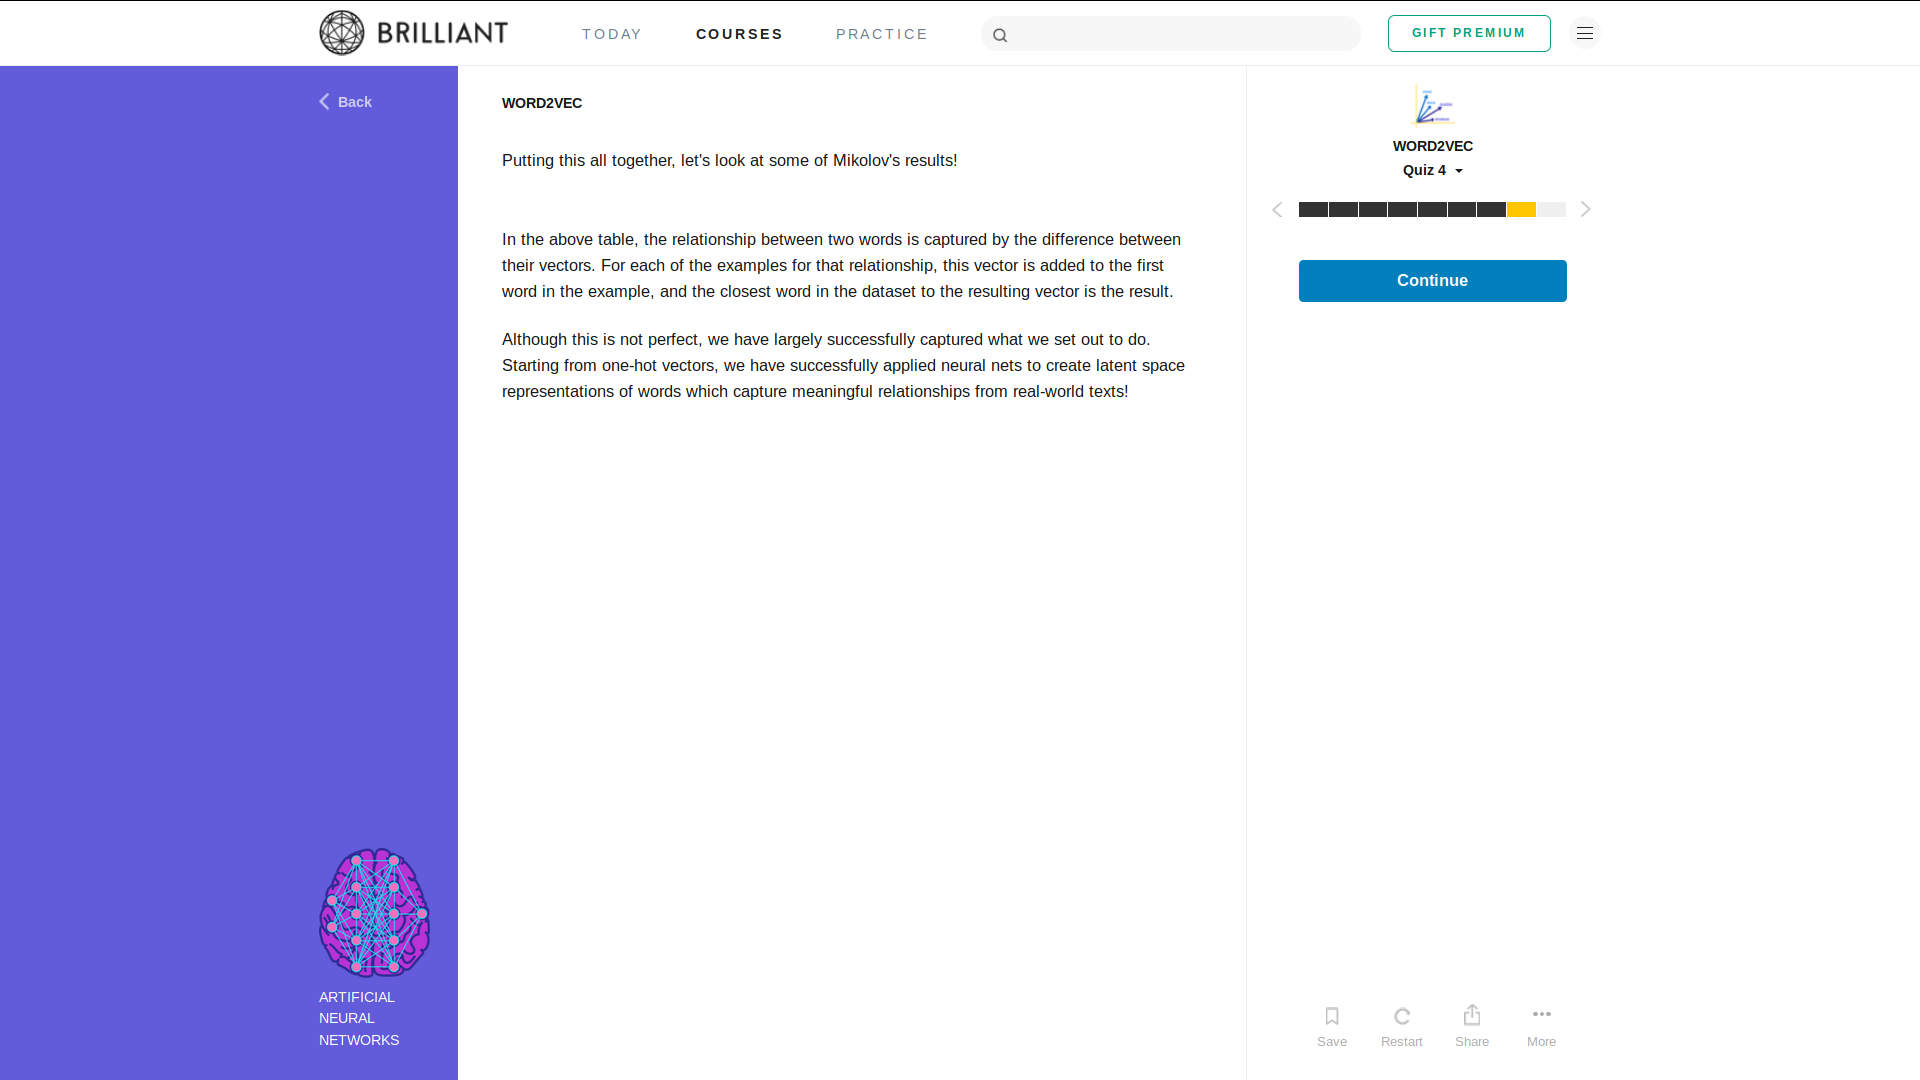 BRILLIANT
TODAY
COURSES
PRACTICE
GIFT PREMIUM
Back
WORD2VEC
Putting this all together, let's look at some of Mikolov's results!
In the above table, the relationship between two words is captured by the difference between
their vectors. For each of the examples for that relationship, this vector is added to the first
word in the example, and the closest word in the dataset to the resulting vector is the result.
Although this is not perfect, we have largely successfully captured what we set out to do.
Starting from one-hot vectors, we have successfully applied neural nets to create latent space
representations of words which capture meaningful relationships from real-world texts!
WORD2VEC
Quiz 4
Continue
ARTIFICIAL
NEURAL
NETWORKS
Save
Restart
Share
More